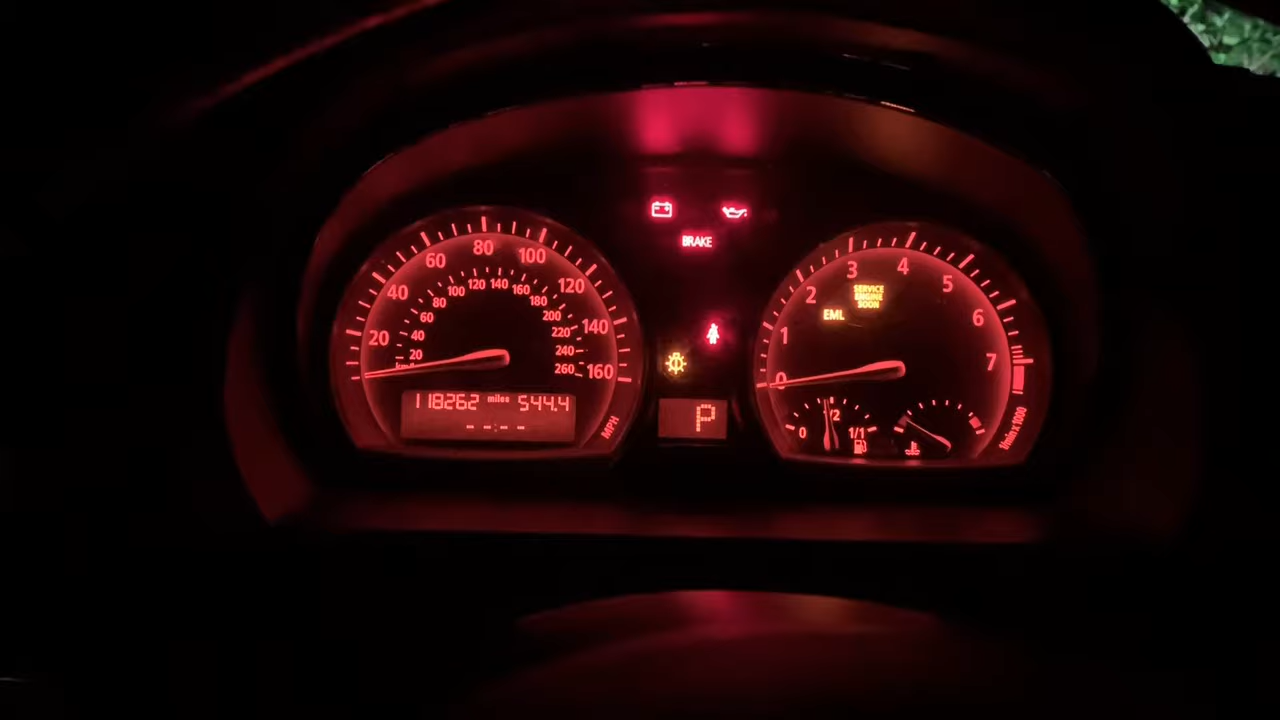 BRAKE
20 40 60 80 100 120 140 160
20 40 60 80 100 120 140 160 180 200 220 240 260
118262 miles 544.4
-- : --
MPH
P
0 1 2 3 4 5 6 7
SERVICE
ENGINE
SOON
EML
0 1/2 1/1
1/min x 1000